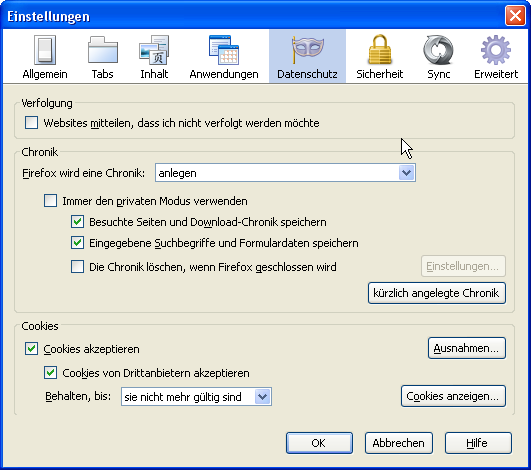 Einstellungen
Allgemein Tabs Inhalt Anwendungen Datenschutz Sicherheit Sync Erweitert
Verfolgung
Websites mitteilen, dass ich nicht verfolgt werden möchte
Chronik
Firefox wird eine Chronik: anlegen
Immer den privaten Modus verwenden
Besuchte Seiten und Download-Chronik speichern
Eingegebene Suchbegriffe und Formulardaten speichern
Die Chronik löschen, wenn Firefox geschlossen wird Einstellungen...
kürzlich angelegte Chronik
Cookies
Cookies akzeptieren Ausnahmen...
Cookies von Drittanbietern akzeptieren
Behalten, bis: sie nicht mehr gültig sind Cookies anzeigen...
OK Abbrechen Hilfe